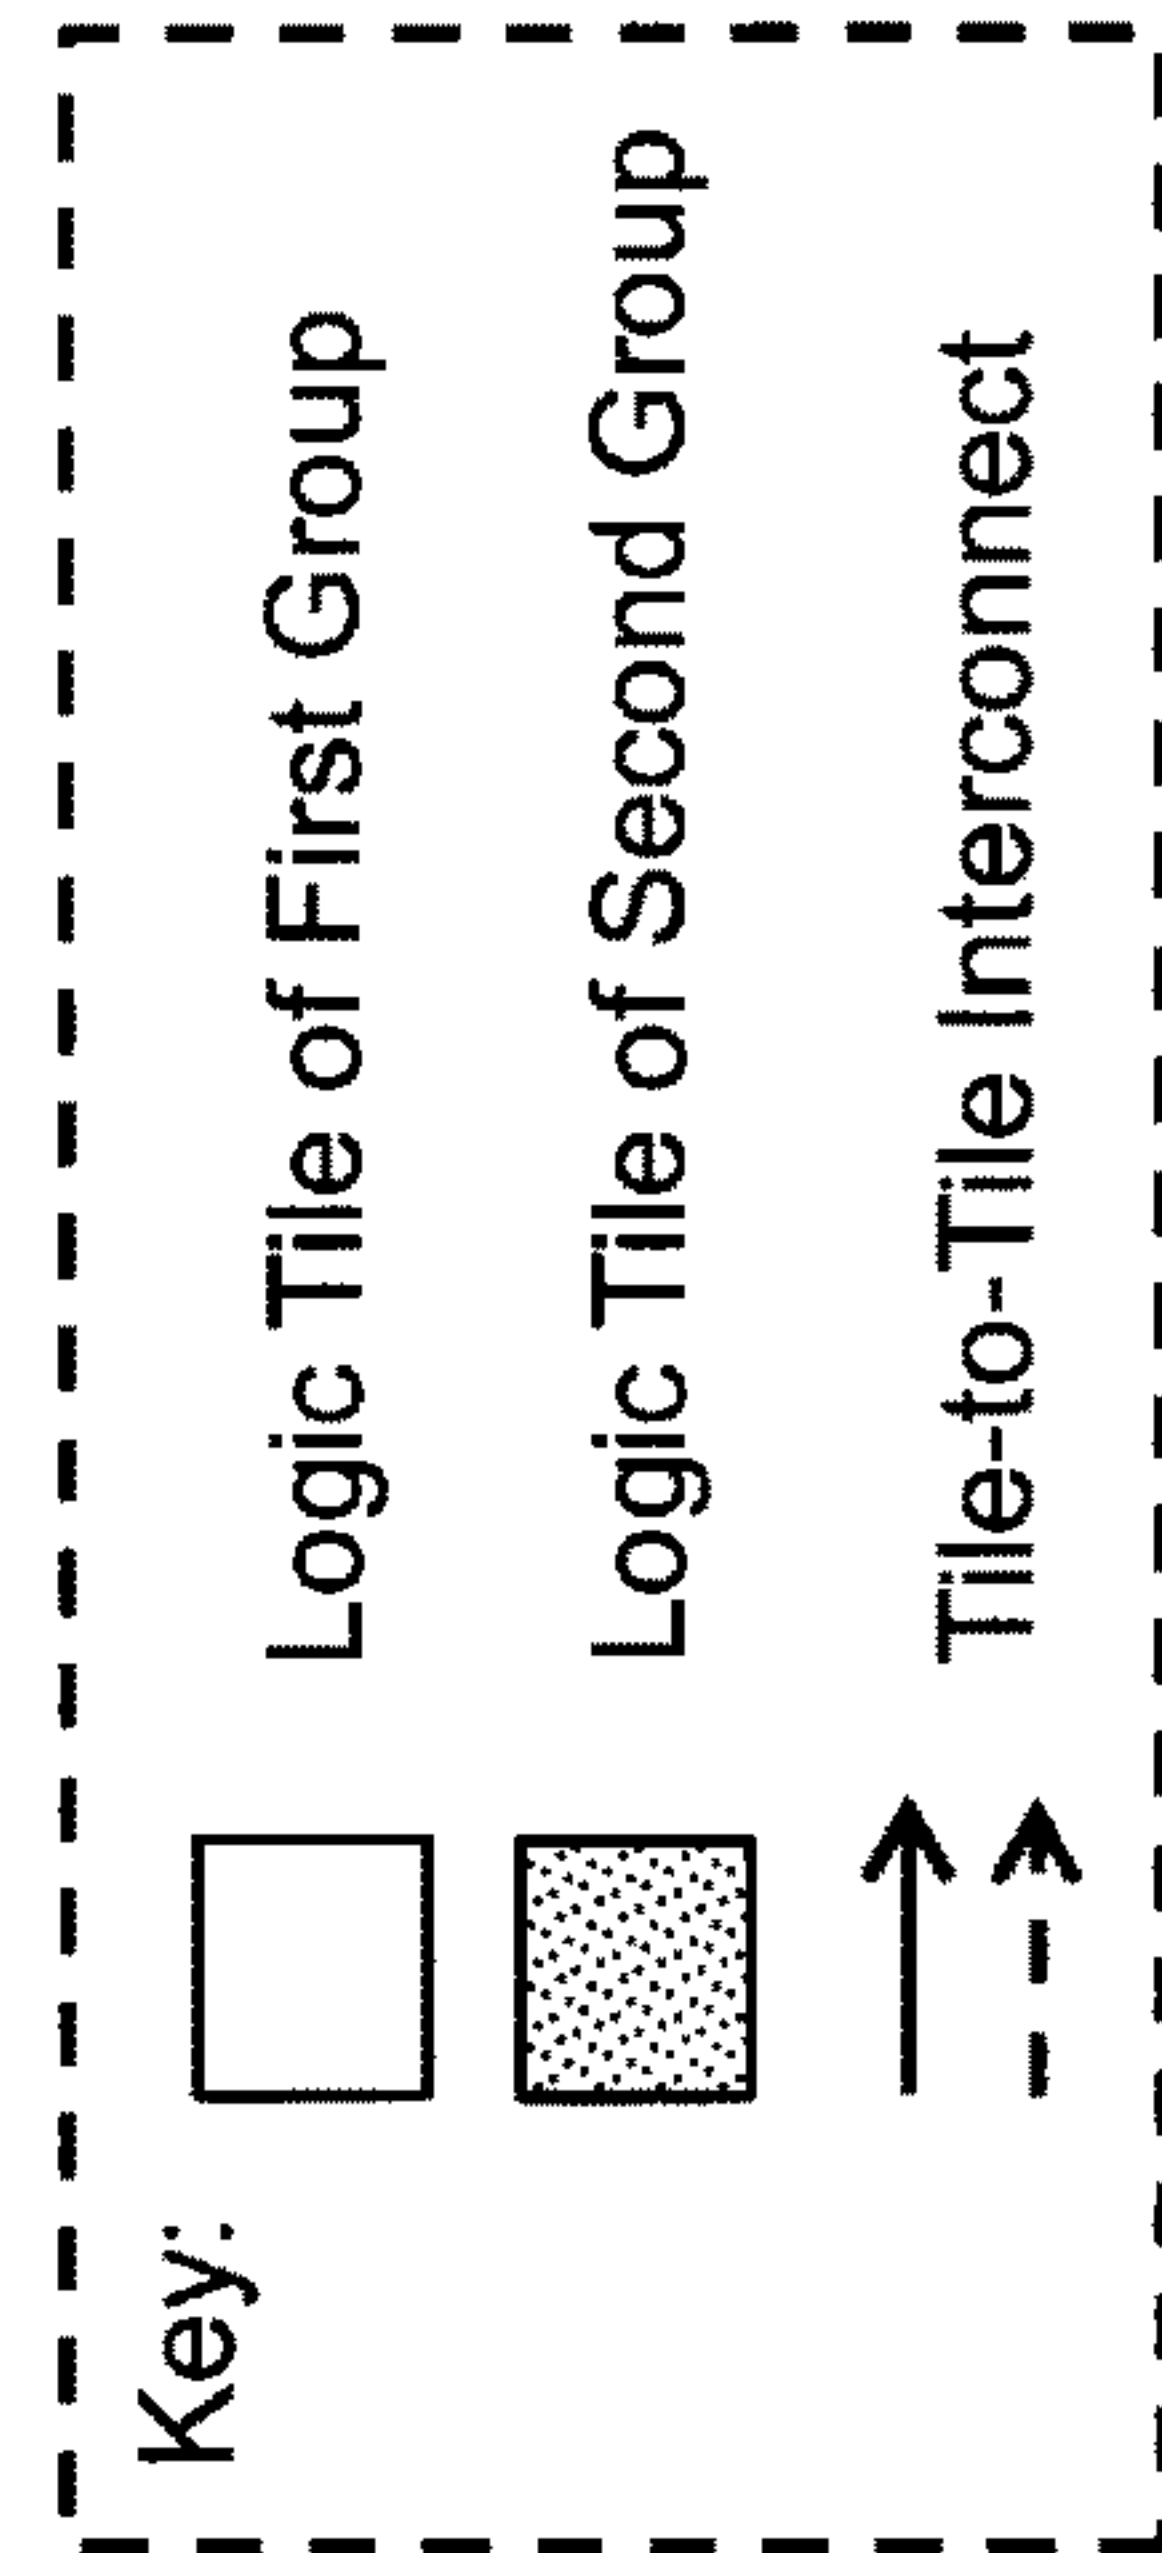 Key:
Logic Tile of First Group
Logic Tile of Second Group
Tile-to-Tile Interconnect